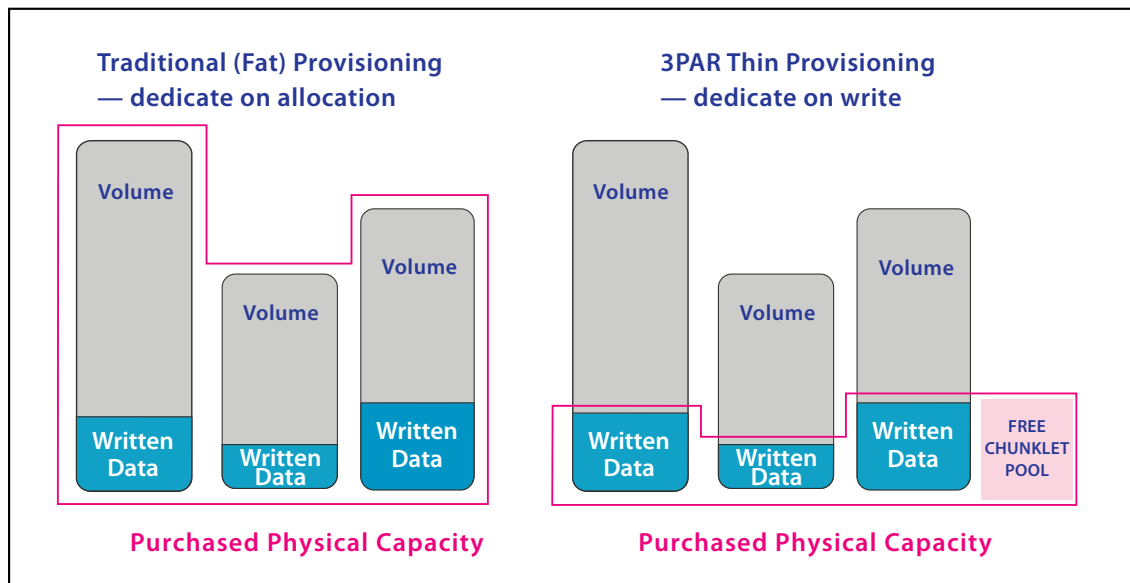 Traditional (Fat) Provisioning
— dedicate on allocation
Volume
Volume
Volume
Written
Data
Written
Data
Written
Data
Purchased Physical Capacity
3PAR Thin Provisioning
— dedicate on write
Volume
Volume
Volume
Written
Data
Written
Data
Written
Data
FREE
CHUNKLET
POOL
Purchased Physical Capacity